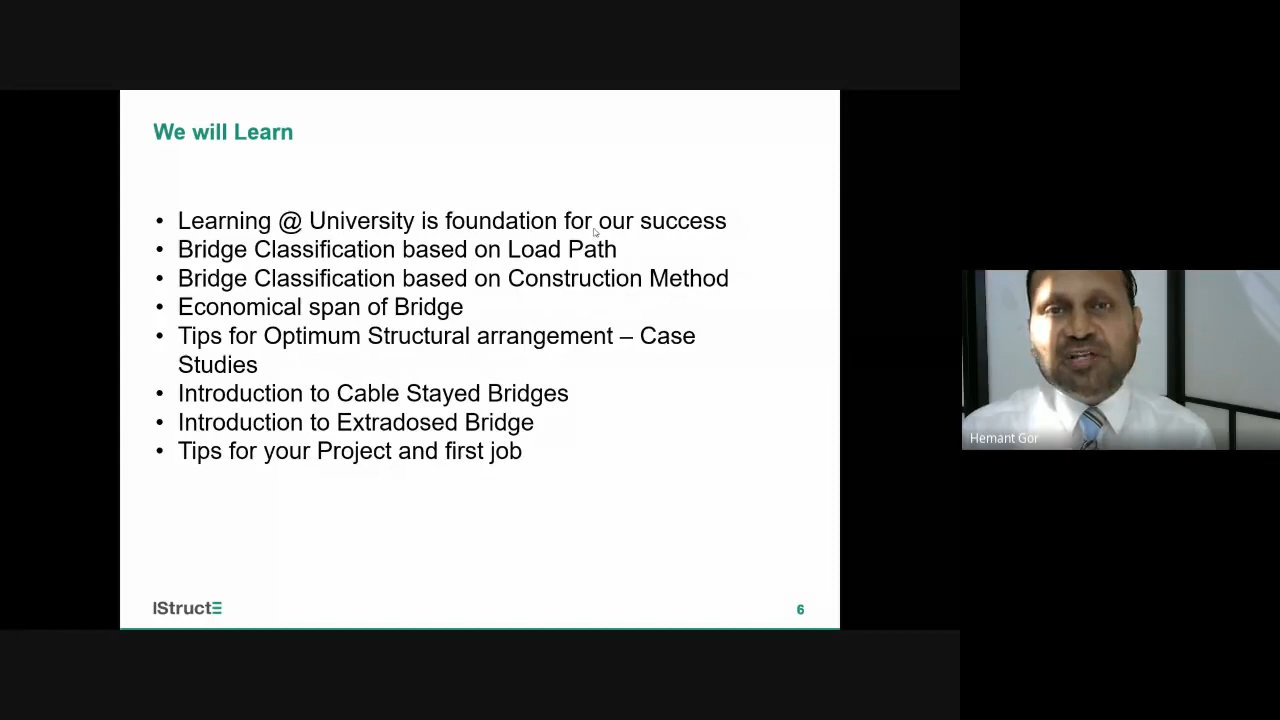 We will Learn
• Learning @ University is foundation for our success
• Bridge Classification based on Load Path
• Bridge Classification based on Construction Method
• Economical span of Bridge
• Tips for Optimum Structural arrangement – Case
Studies
• Introduction to Cable Stayed Bridges
• Introduction to Extradosed Bridge
• Tips for your Project and first job
IStructE
6
Hemant Gor